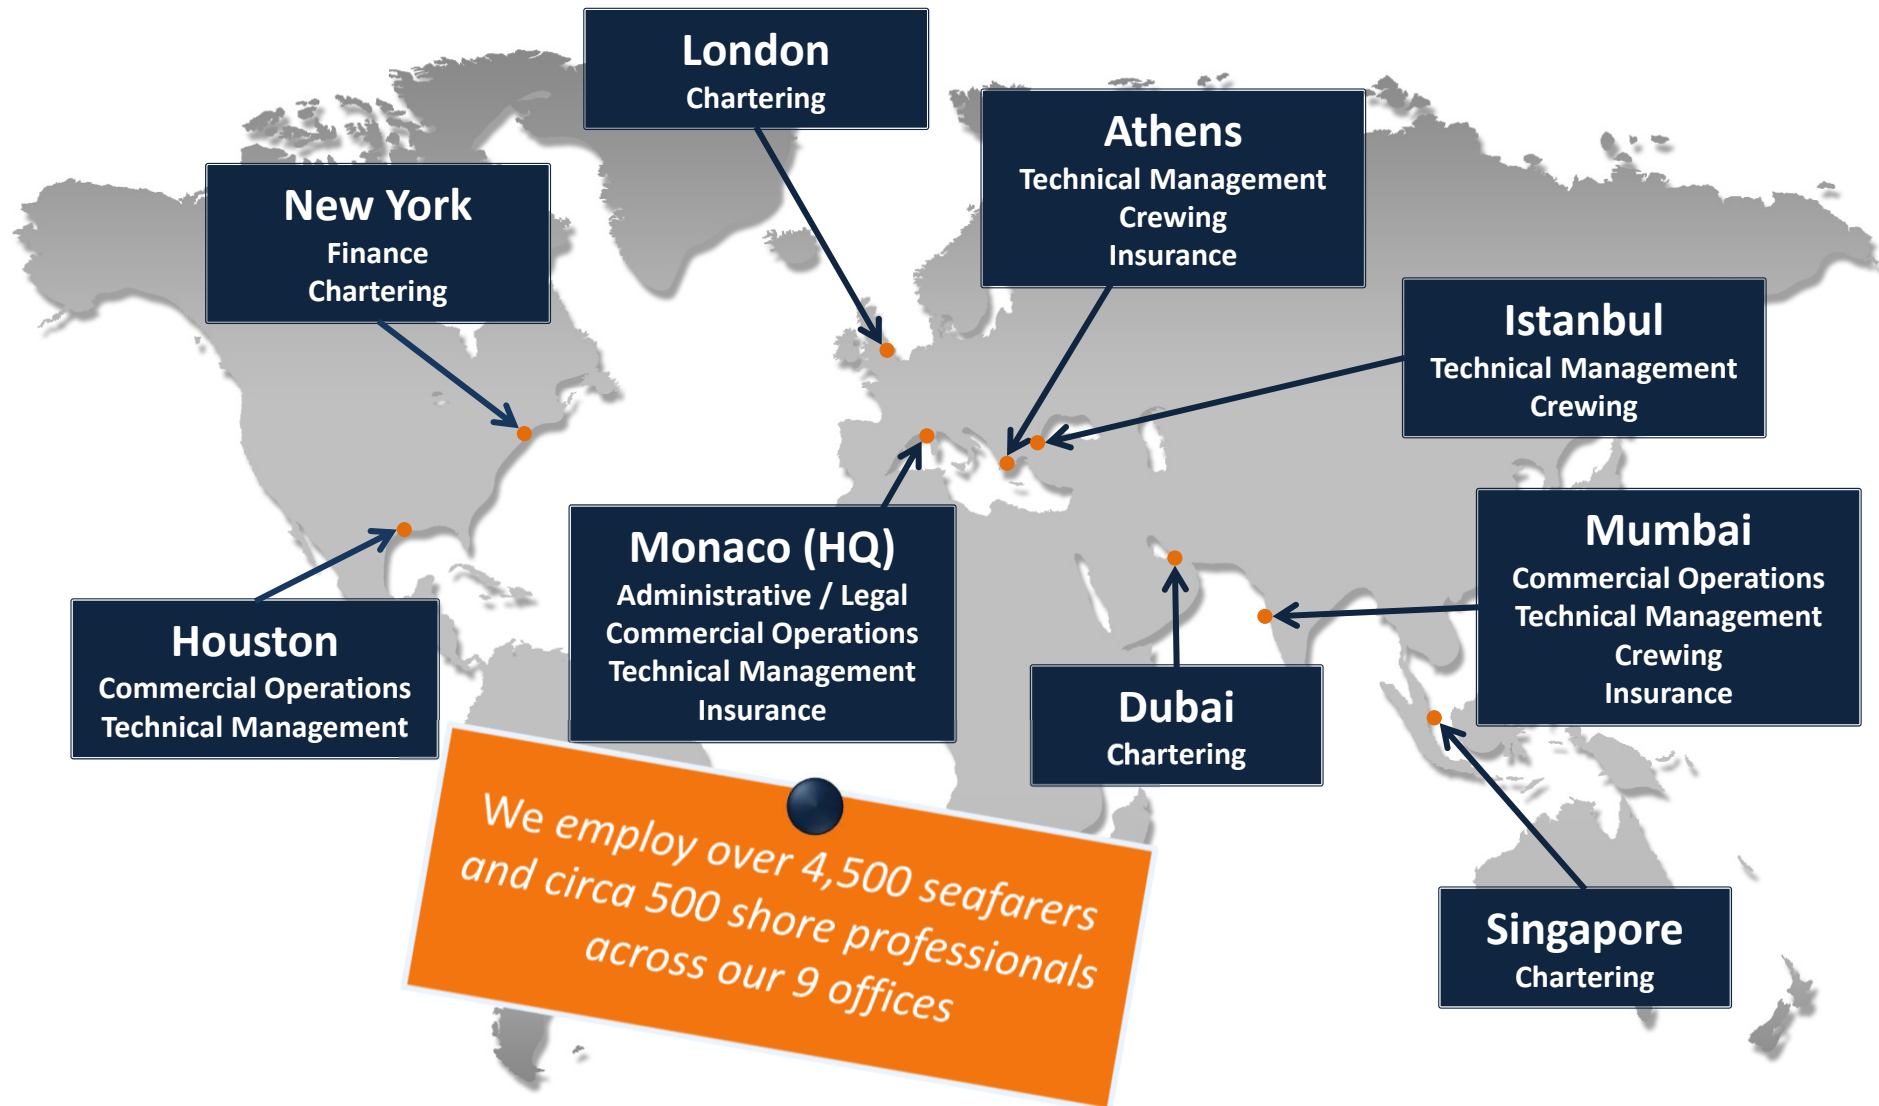 London
Chartering
Athens
Technical Management
Crewing
Insurance
New York
Finance
Chartering
Istanbul
Technical Management
Crewing
Mumbai
Commercial Operations
Technical Management
Crewing
Insurance
Monaco (HQ)
Administrative / Legal
Commercial Operations
Technical Management
Insurance
Houston
Commercial Operations
Technical Management
Dubai
Chartering
We employ over 4,500 seafarers
and circa 500 shore professionals
across our 9 offices
Singapore
Chartering